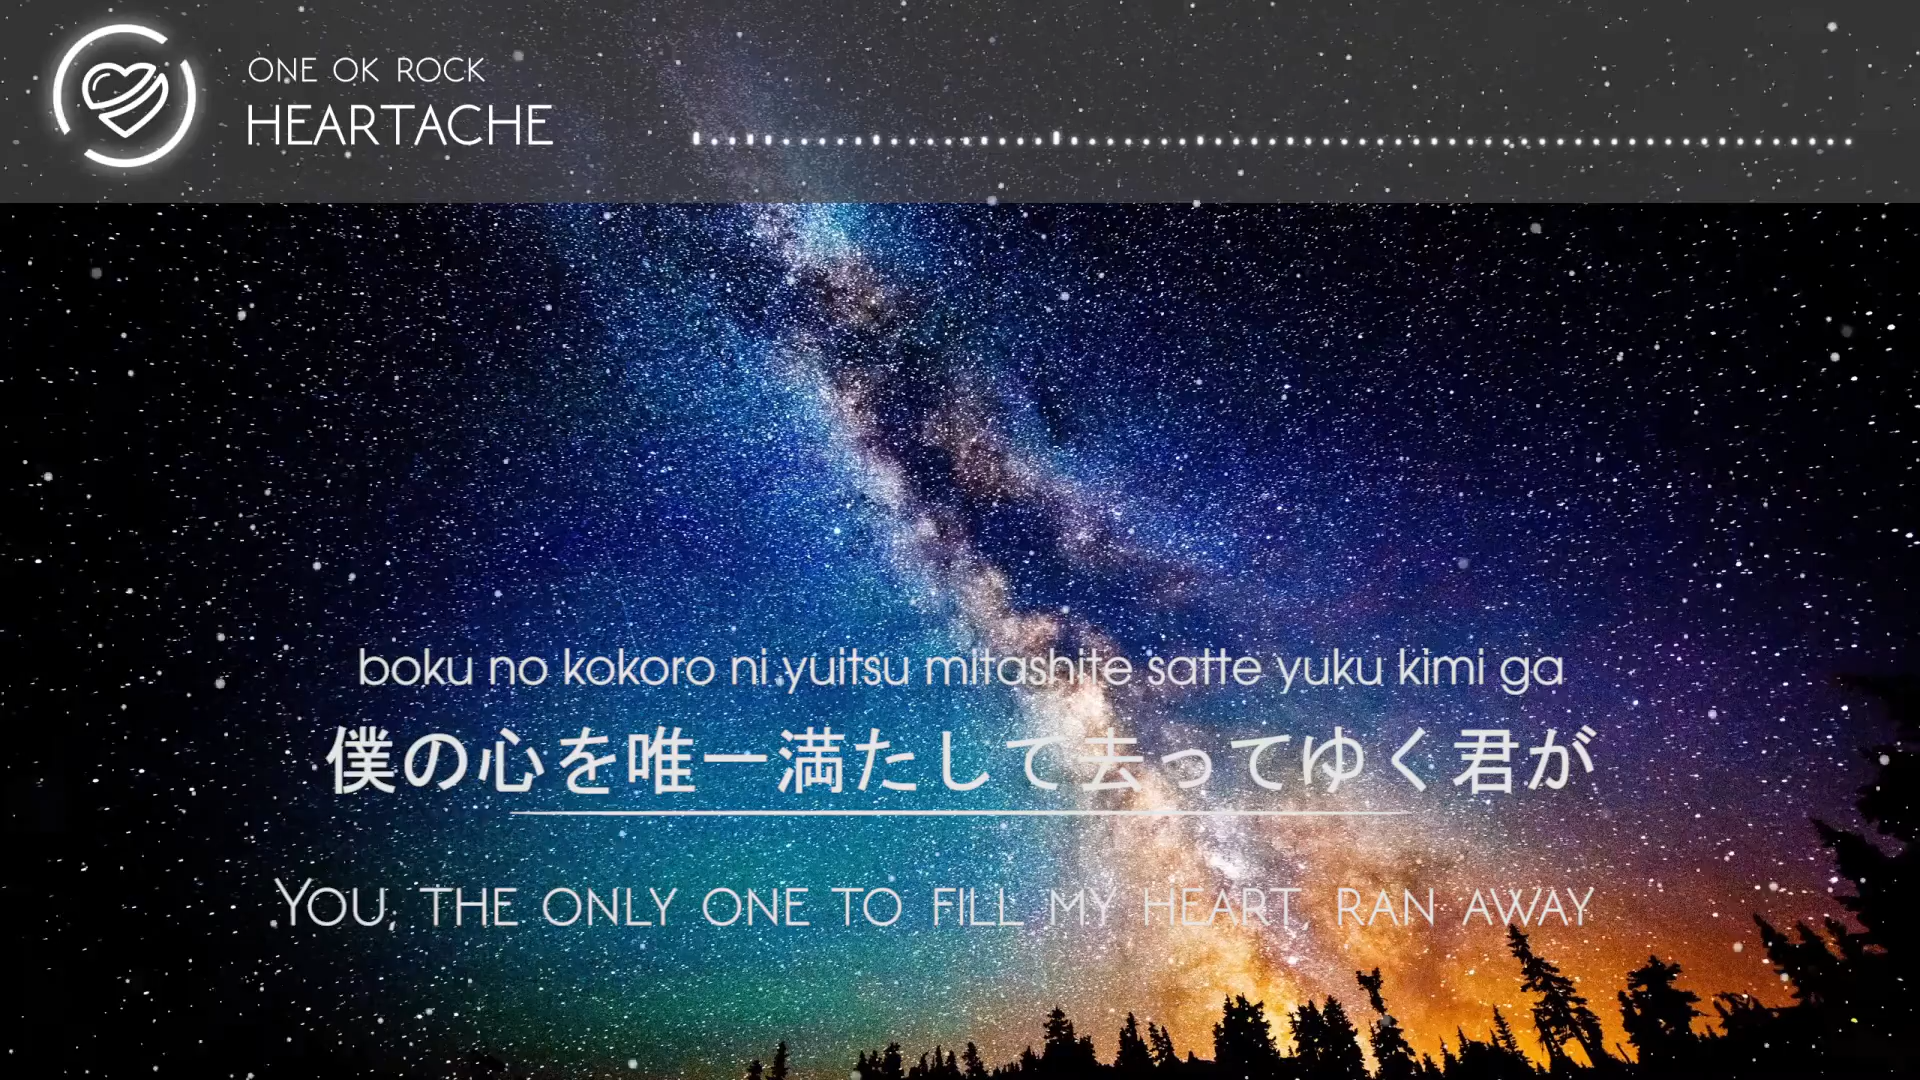 ONE OK ROCK
HEARTACHE
boku no kokoro ni yuitsu mitashite satte yuku kimi ga
僕の心を唯一満たして去ってゆく君が
You, the only one to fill my heart, ran away